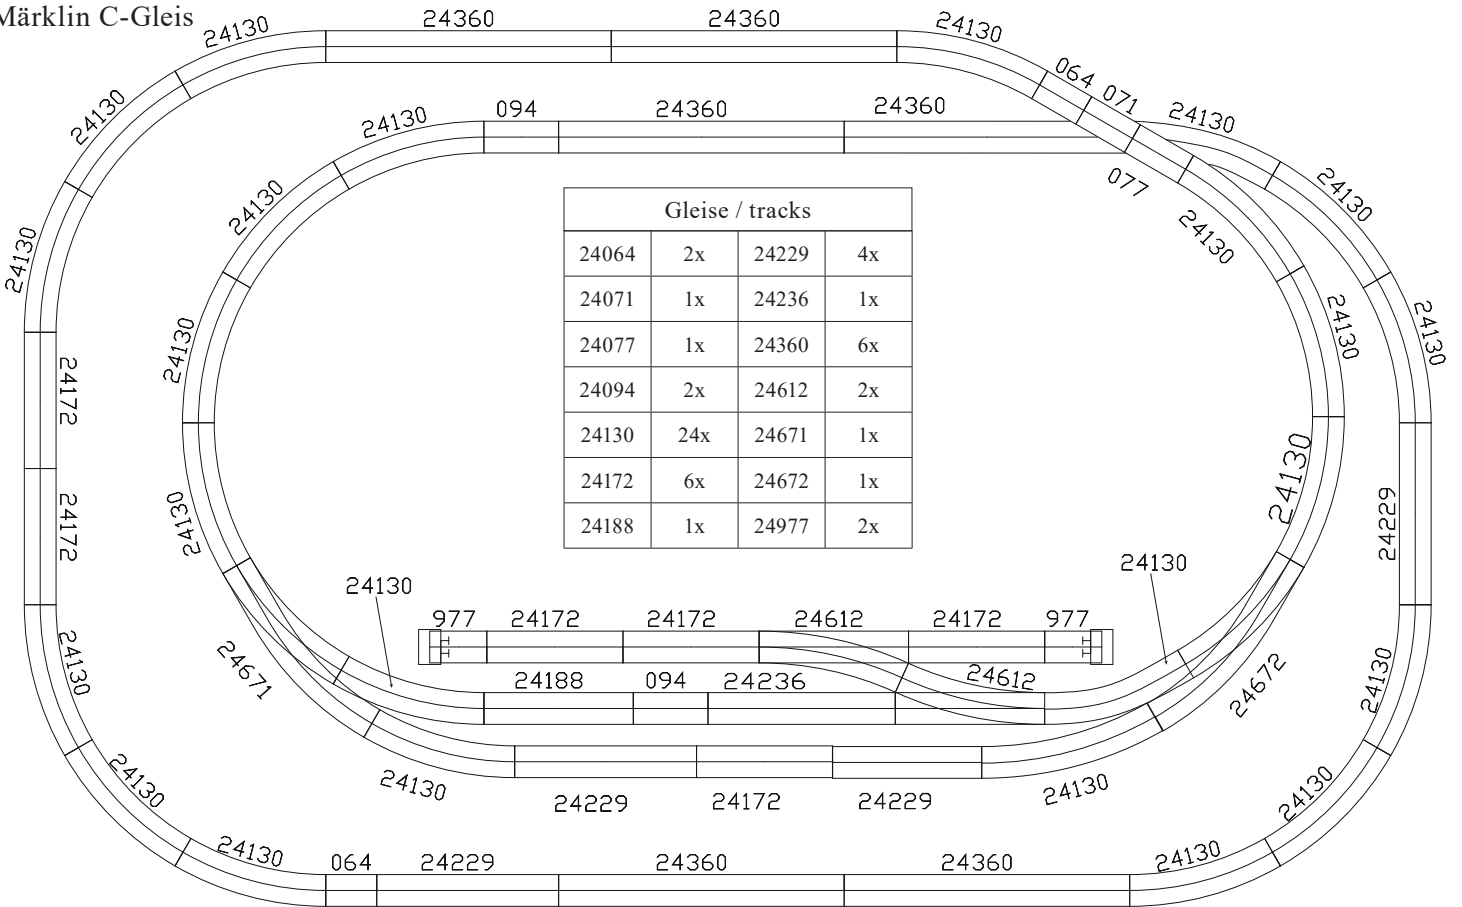 Märklin C-Gleis
24130 24360 24360 24130
064 071
24130 24130 094 24360 24360 24130
077
24130 24130 24130 24130
24130 24130 24130 24130
Gleise / tracks
24064 2x 24229 4x
24071 1x 24236 1x
24077 1x 24360 6x
24094 2x 24612 2x
24130 24x 24671 1x
24172 6x 24672 1x
24188 1x 24977 2x
24172 24130
24172 24130 24229
24130 24130
977 24172 24172 24612 24172 977
24130 24671 24188 094 24236 24612 24672 24130
24130 24130 24229 24172 24229 24130 24130
24130 064 24229 24360 24360 24130